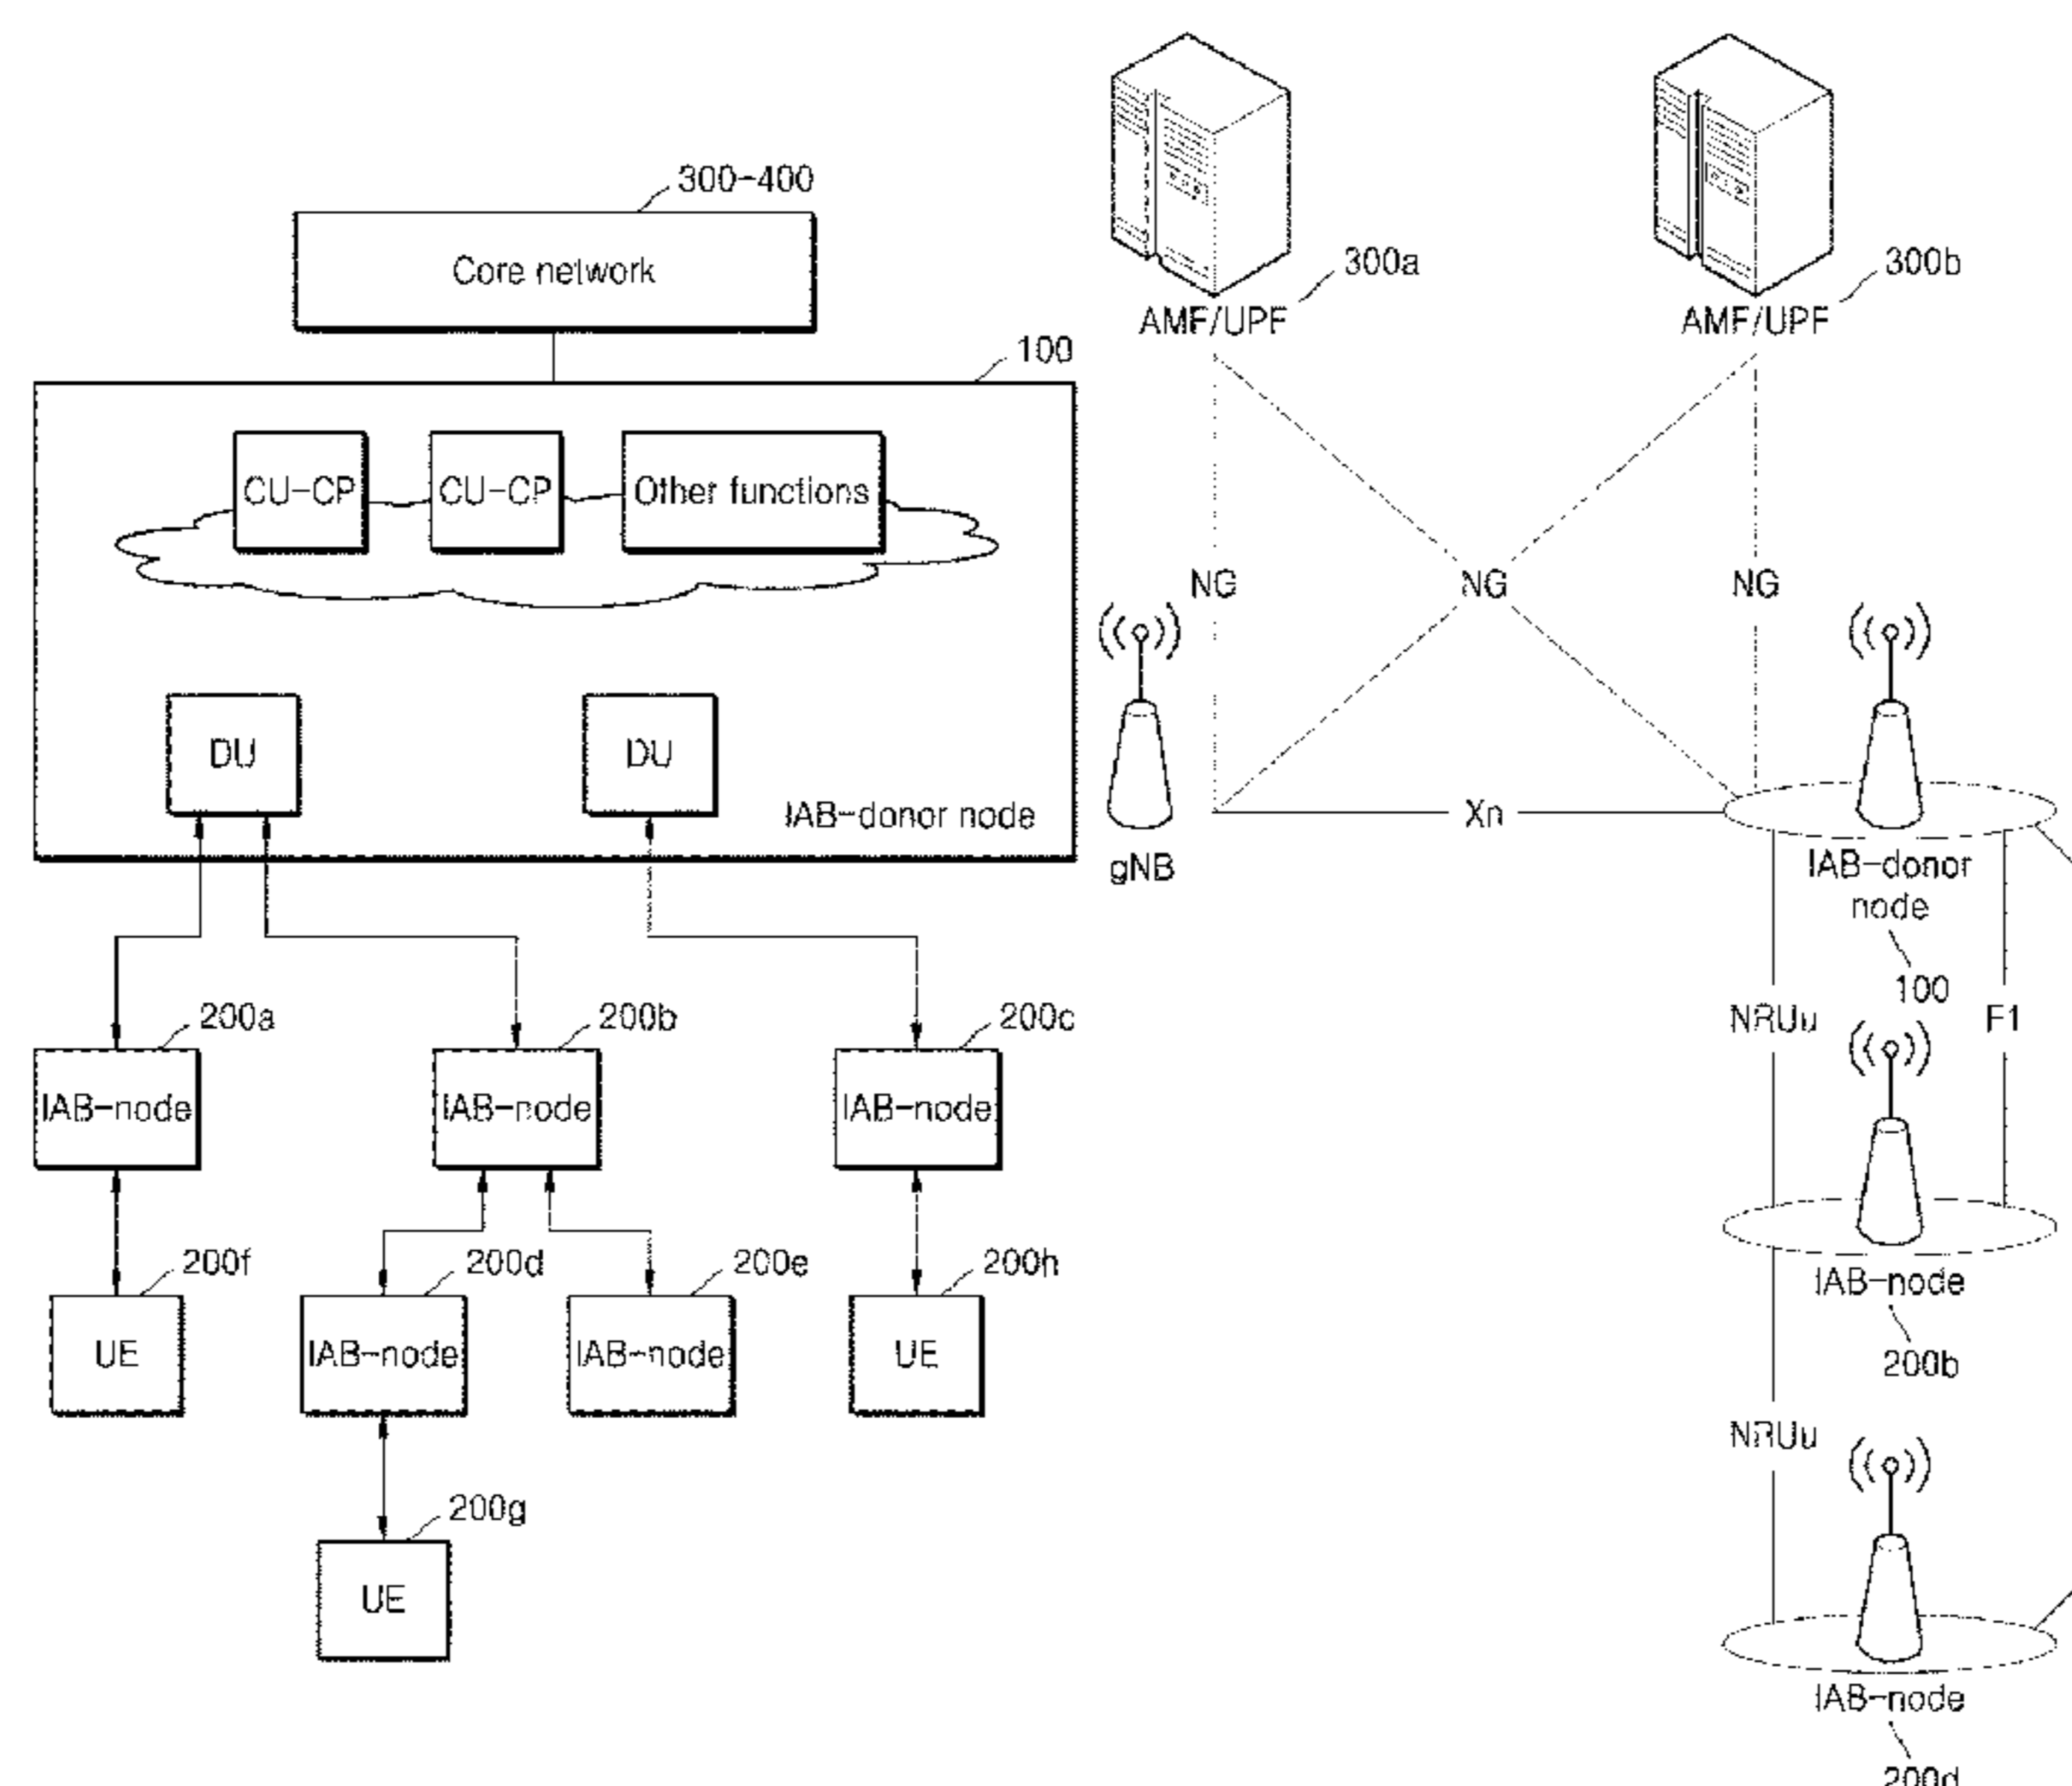 300-400
Core network
100
CU-CP
CU-CP
Other functions
DU
DU
IAB-donor node
200a
200b
200c
IAB-node
IAB-node
IAB-node
200f
200d
200e
200h
UE
IAB-node
IAB-node
UE
200g
UE
300a
300b
AMF/UPF
AMF/UPF
NG
NG
NG
Xn
gNB
IAB-donor
node
100
NRUu
F1
IAB-node
200b
NRUu
IAB-node
200d